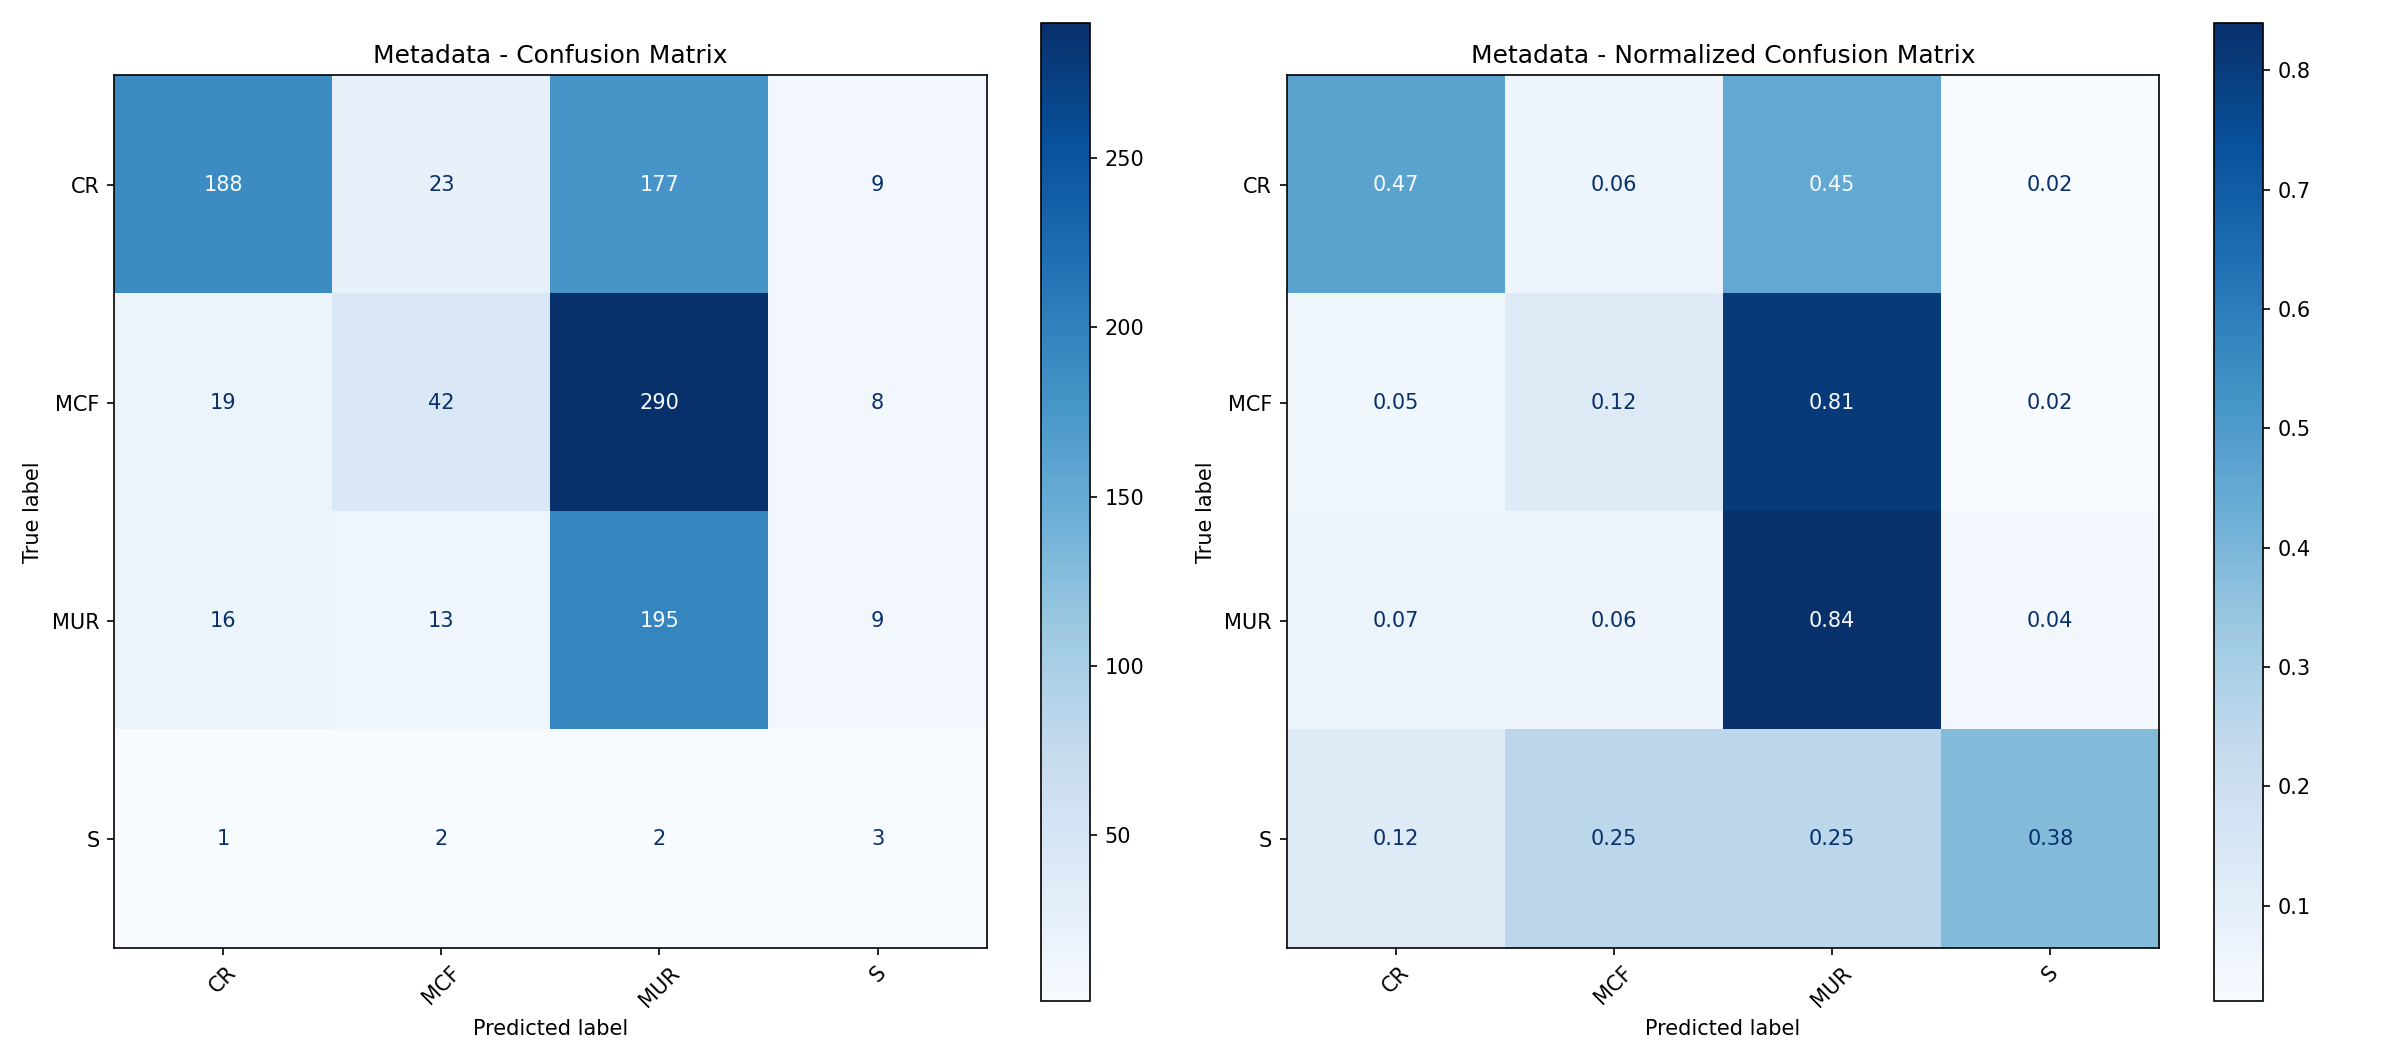 Metadata - Confusion Matrix
CR 188 23 177 9
MCF 19 42 290 8
MUR 16 13 195 9
S 1 2 2 3
CR MCF MUR S
True label
Predicted label
250
200
150
100
50
Metadata - Normalized Confusion Matrix
CR 0.47 0.06 0.45 0.02
MCF 0.05 0.12 0.81 0.02
MUR 0.07 0.06 0.84 0.04
S 0.12 0.25 0.25 0.38
CR MCF MUR S
True label
Predicted label
0.8
0.7
0.6
0.5
0.4
0.3
0.2
0.1